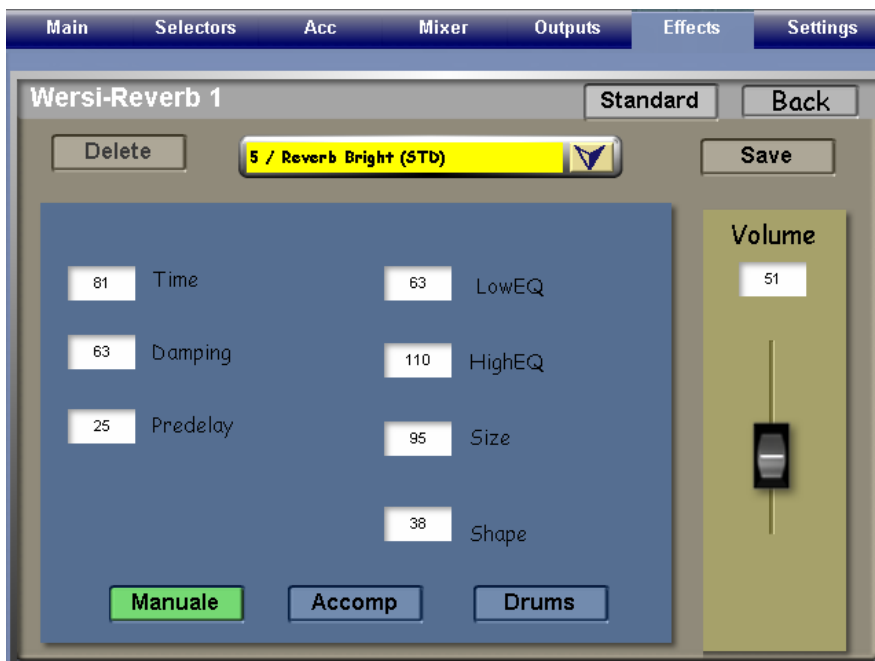 Main Selectors Acc Mixer Outputs Effects Settings
Wersi-Reverb 1 Standard Back
Delete 5 / Reverb Bright (STD) Save
Volume
51
81 Time 63 LowEQ
63 Damping 110 HighEQ
25 Predelay 95 Size
38 Shape
Manuale Accomp Drums